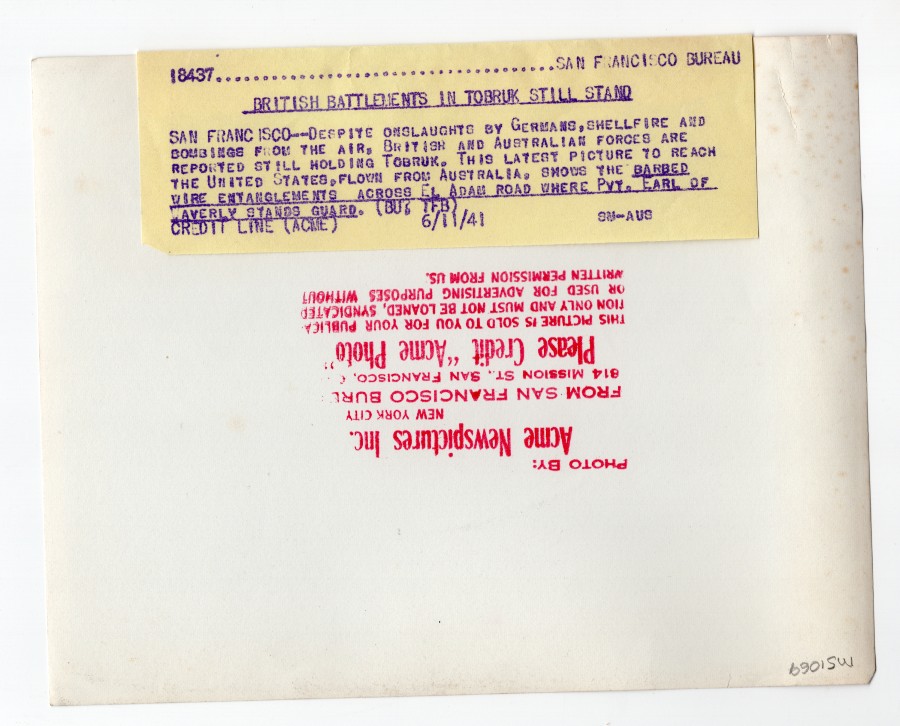 18437.......................................SAN FRANCISCO BUREAU
BRITISH BATTLEMENTS IN TOBRUK STILL STAND
SAN FRANCISCO--DESPITE ONSLAUGHTS BY GERMANS, SHELLFIRE AND
BOMBINGS FROM THE AIR, BRITISH AND AUSTRALIAN FORCES ARE
REPORTED STILL HOLDING TOBRUK. THIS LATEST PICTURE TO REACH
THE UNITED STATES, FLOWN FROM AUSTRALIA, SHOWS THE BARBED
WIRE ENTANGLEMENTS ACROSS EL ADAM ROAD WHERE PVT. EARL OF
WAVERLY STANDS GUARD. (BUR
CREDIT LINE (ACME) 6/11/41 SM-AUS
PHOTO BY:
Acme Newspictures Inc.
NEW YORK CITY
FROM SAN FRANCISCO BURE
814 MISSION ST., SAN FRANCISCO,
Please Credit "Acme Photo"
THIS PICTURE IS SOLD TO YOU FOR YOUR PUBLICA-
TION ONLY AND MUST NOT BE LOANED, SYNDICATED
OR USED FOR ADVERTISING PURPOSES WITHOUT
WRITTEN PERMISSION FROM US.